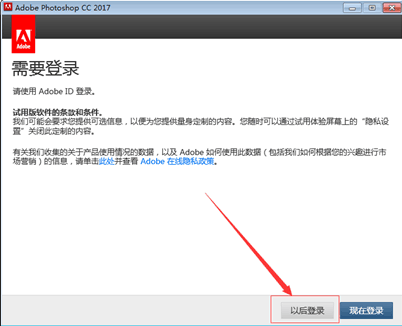 Adobe Photoshop CC 2017
Adobe
需要登录
请使用 Adobe ID 登录。
试用版软件的条款和条件。
我们可能会要求您提供可选信息，以便为您提供量身定制的内容。您随时可以通过试用体验屏幕上的“隐私设
置”关闭此定制的内容。
有关我们收集的关于产品使用情况的数据，以及 Adobe 如何使用此数据（包括我们如何根据您的兴趣进行市
场营销）的信息，请单击此处并查看 Adobe 在线隐私政策。
以后登录
现在登录